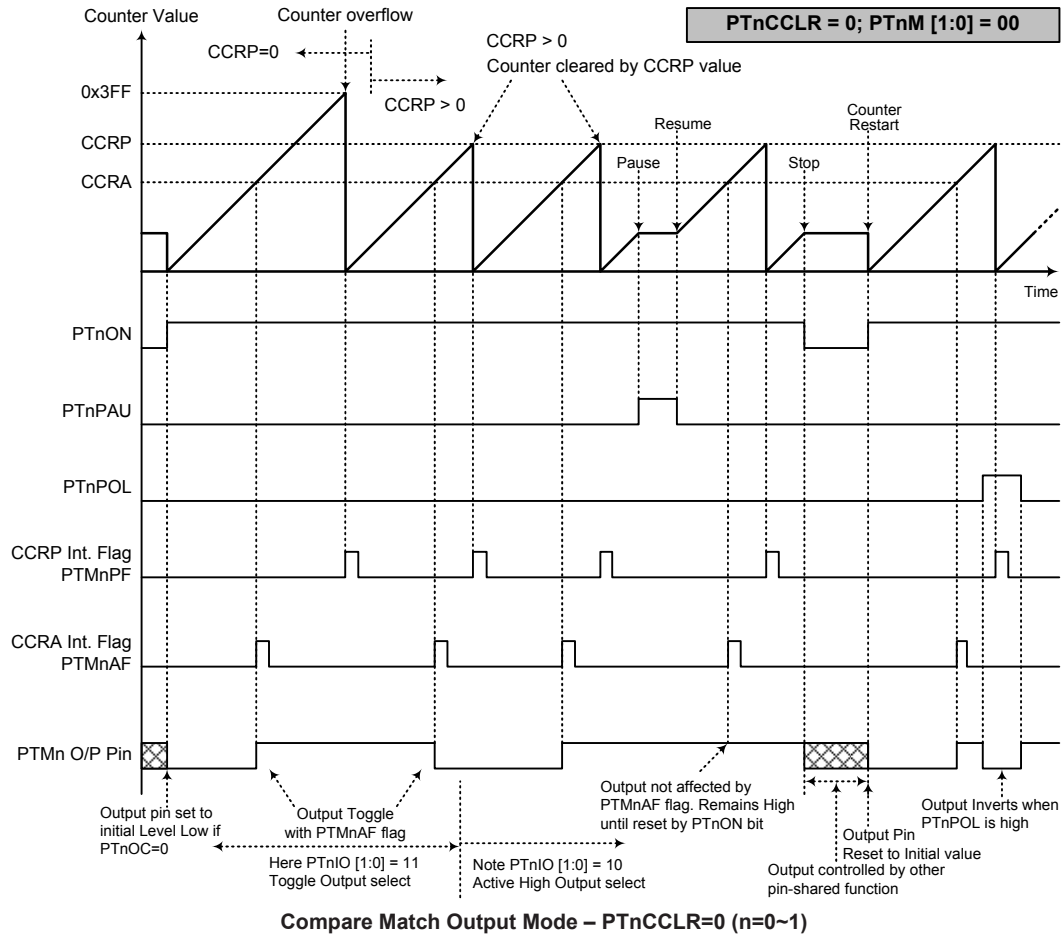 Counter Value
Counter overflow
PTnCCLR = 0; PTnM [1:0] = 00
CCRP=0
CCRP > 0
CCRP > 0
Counter cleared by CCRP value
0x3FF
CCRP
CCRA
Pause
Resume
Stop
Counter
Restart
Time
PTnON
PTnPAU
PTnPOL
CCRP Int. Flag
PTMnPF
CCRA Int. Flag
PTMnAF
PTMn O/P Pin
Output pin set to
initial Level Low if
PTnOC=0
Output Toggle
with PTMnAF flag
Here PTnIO [1:0] = 11
Toggle Output select
Note PTnIO [1:0] = 10
Active High Output select
Output not affected by
PTMnAF flag. Remains High
until reset by PTnON bit
Output Pin
Reset to Initial value
Output controlled by other
pin-shared function
Output Inverts when
PTnPOL is high
Compare Match Output Mode – PTnCCLR=0 (n=0~1)